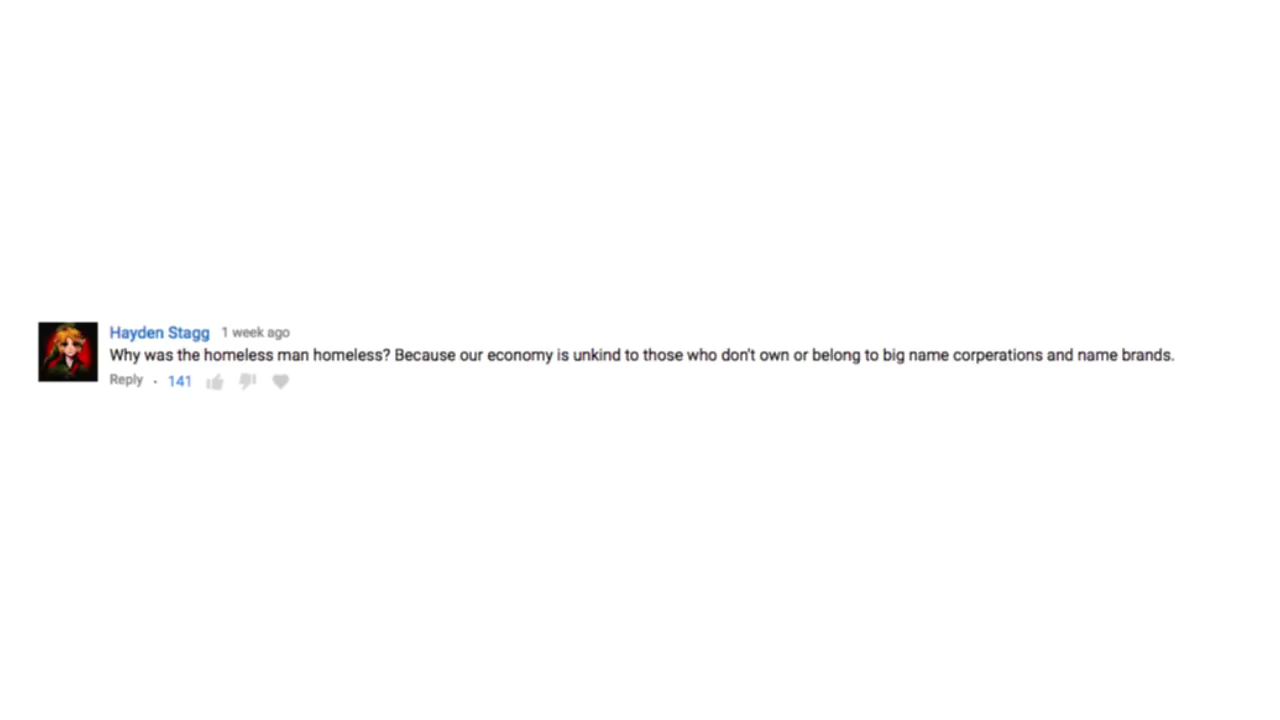 Hayden Stagg 1 week ago
Why was the homeless man homeless? Because our economy is unkind to those who don't own or belong to big name corperations and name brands.
Reply · 141